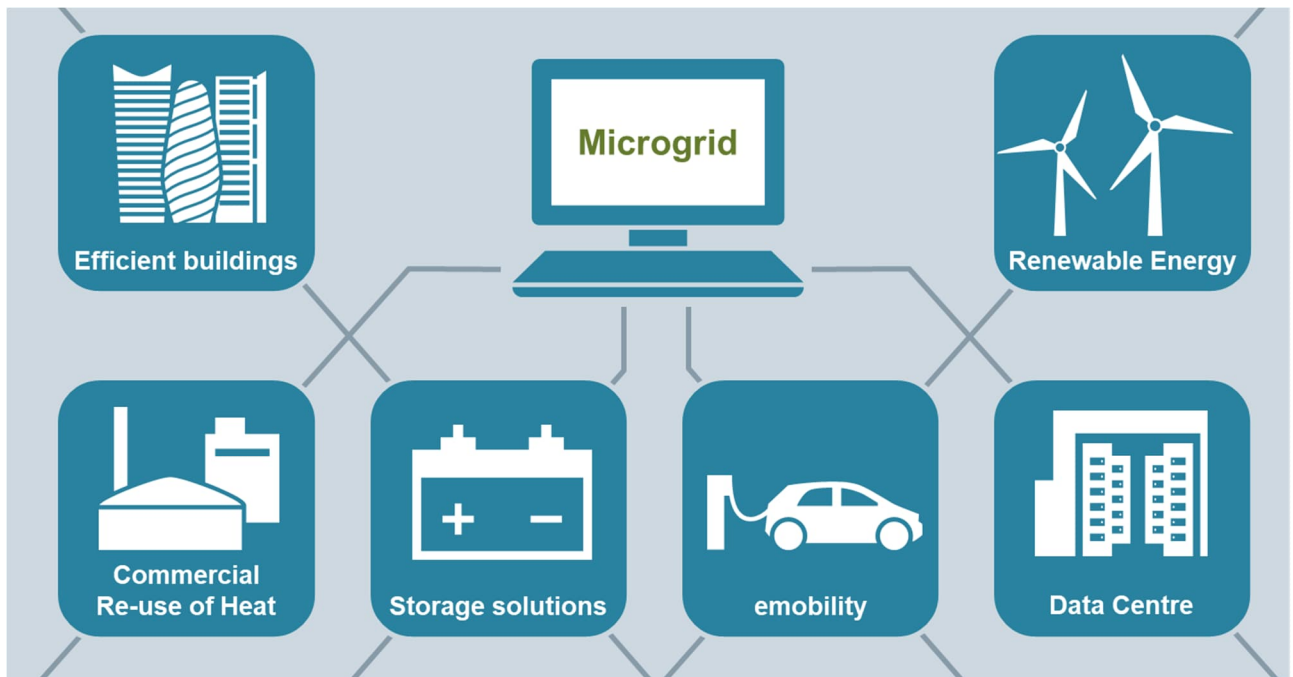 Microgrid
Efficient buildings
Renewable Energy
Commercial
Re-use of Heat
Storage solutions
+ −
emobility
Data Centre